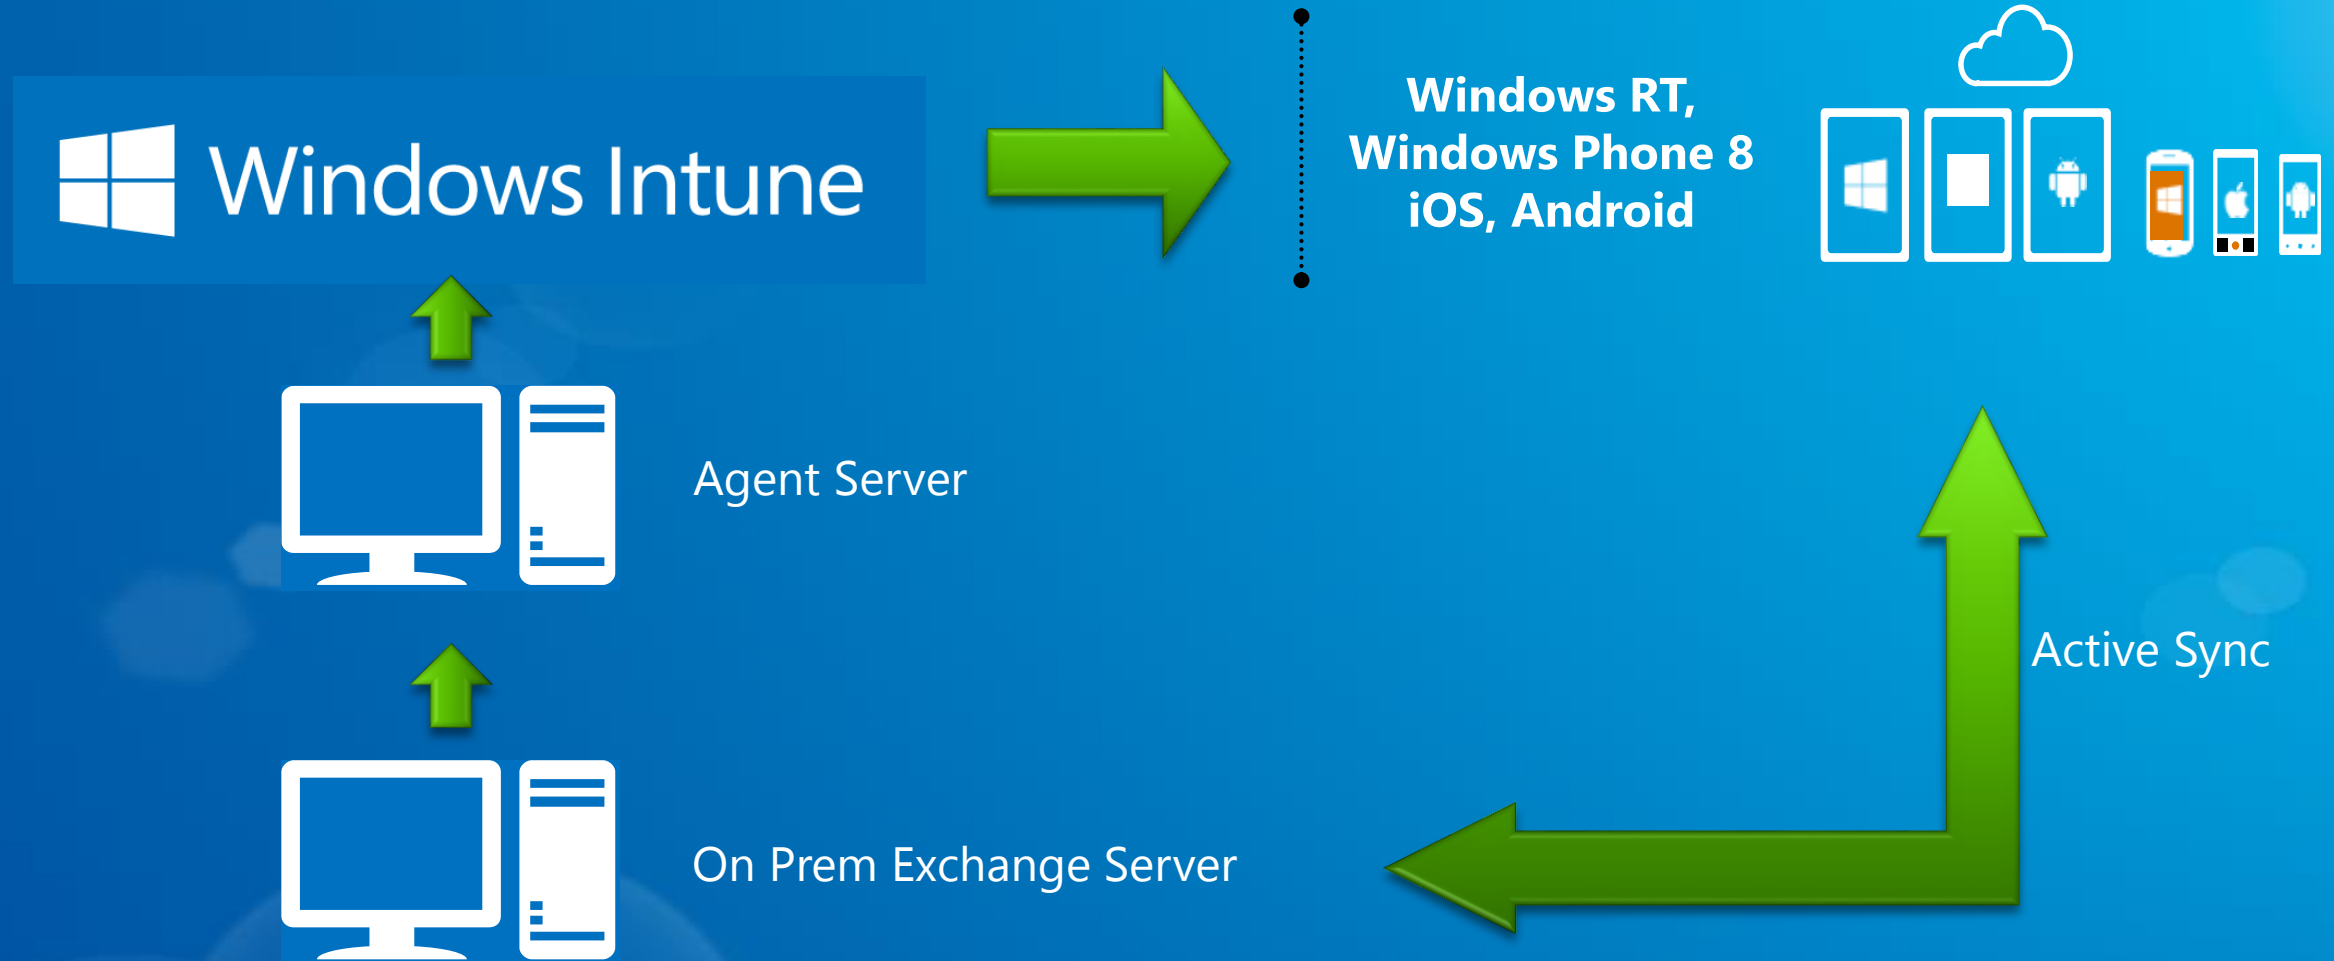 Windows Intune
Windows RT,
Windows Phone 8
iOS, Android
Agent Server
Active Sync
On Prem Exchange Server